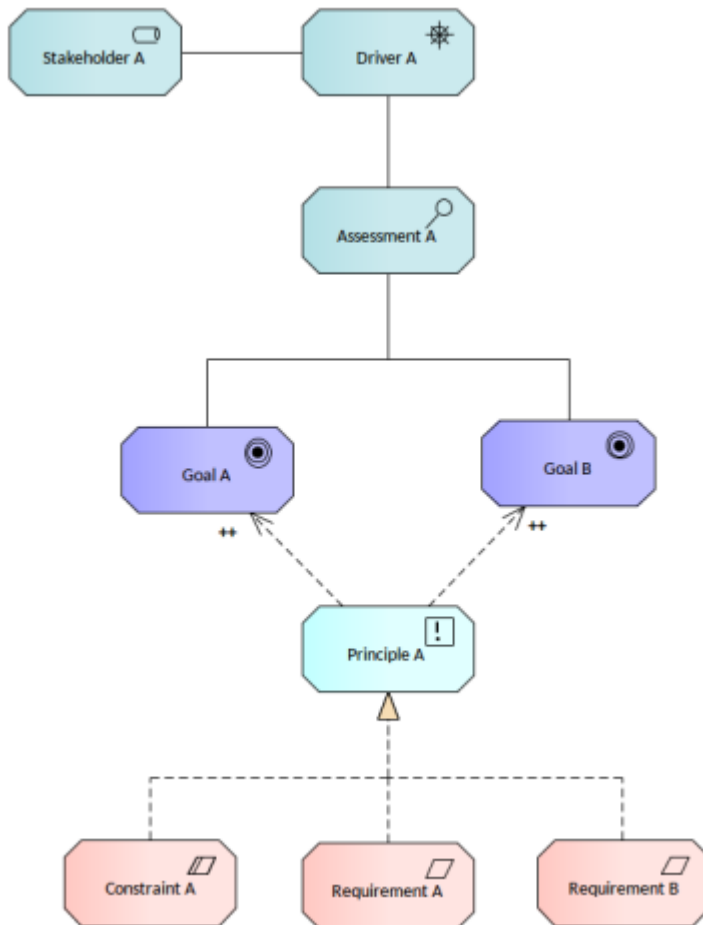 Stakeholder A
Driver A
Assessment A
Goal A
Goal B
++
++
!
Principle A
Constraint A
Requirement A
Requirement B